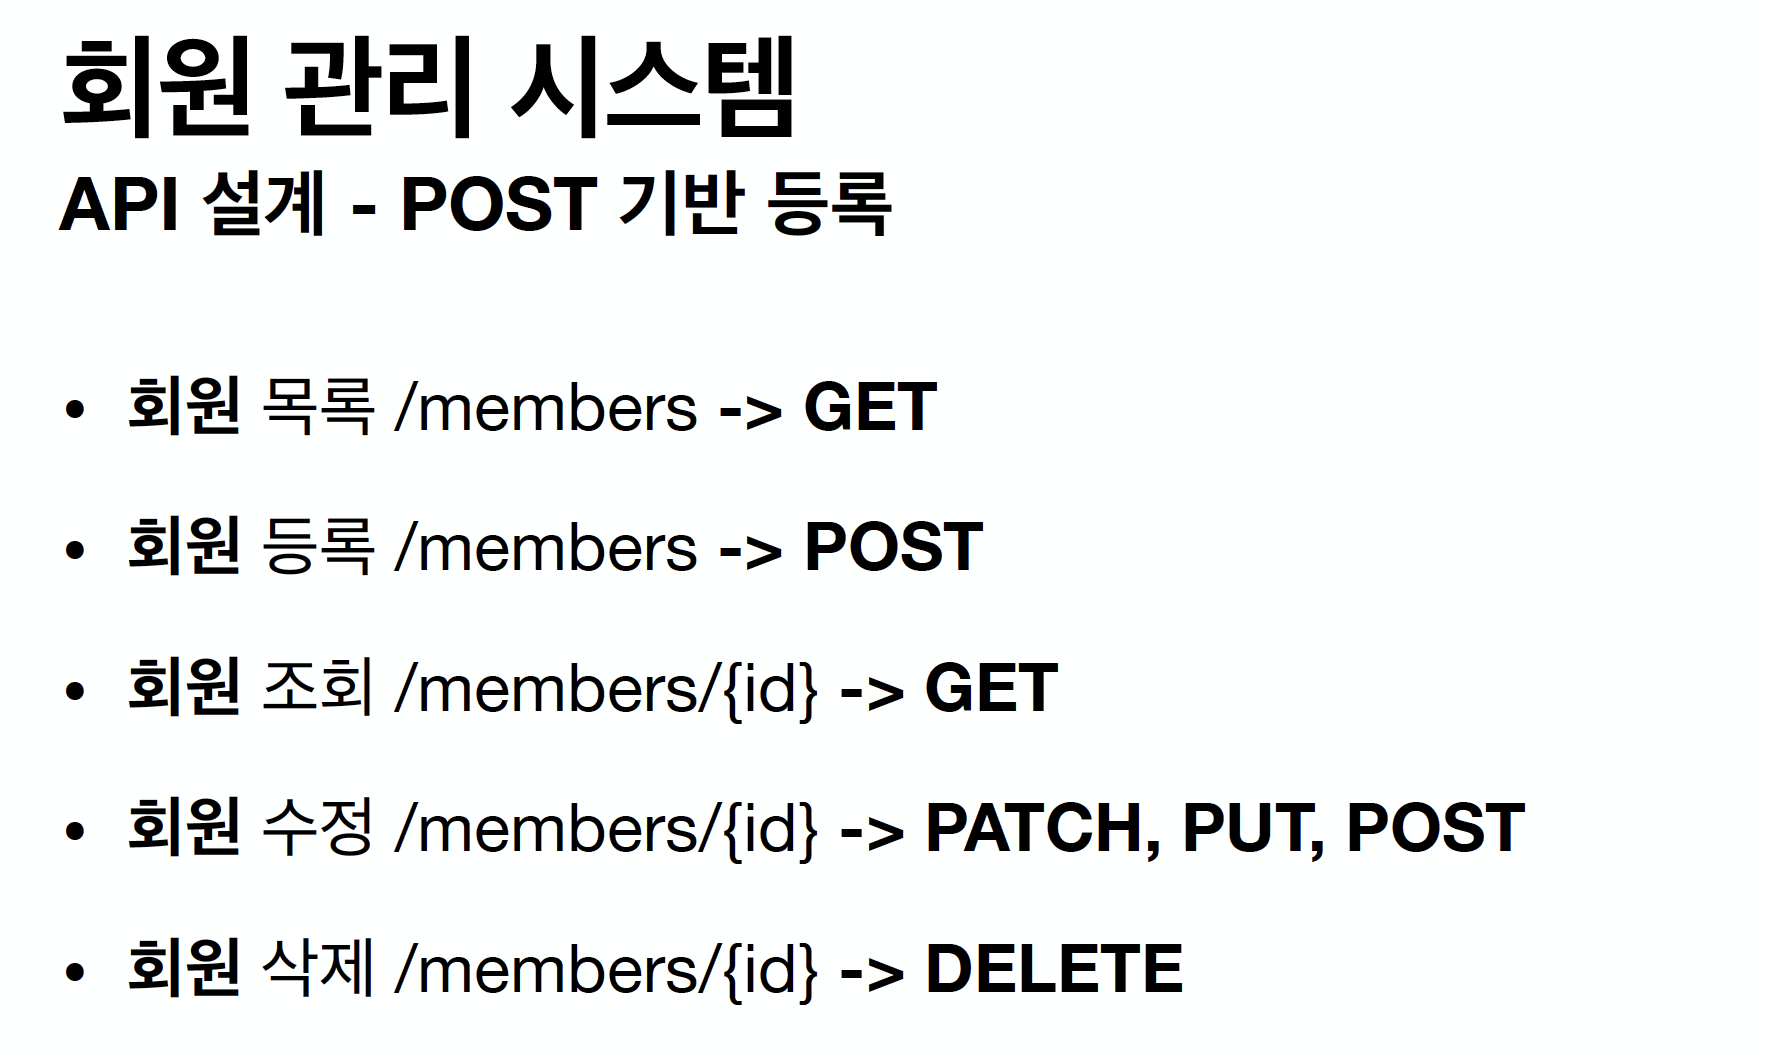 회원 관리 시스템
API 설계 - POST 기반 등록
• 회원 목록 /members -> GET
• 회원 등록 /members -> POST
• 회원 조회 /members/{id} -> GET
• 회원 수정 /members/{id} -> PATCH, PUT, POST
• 회원 삭제 /members/{id} -> DELETE